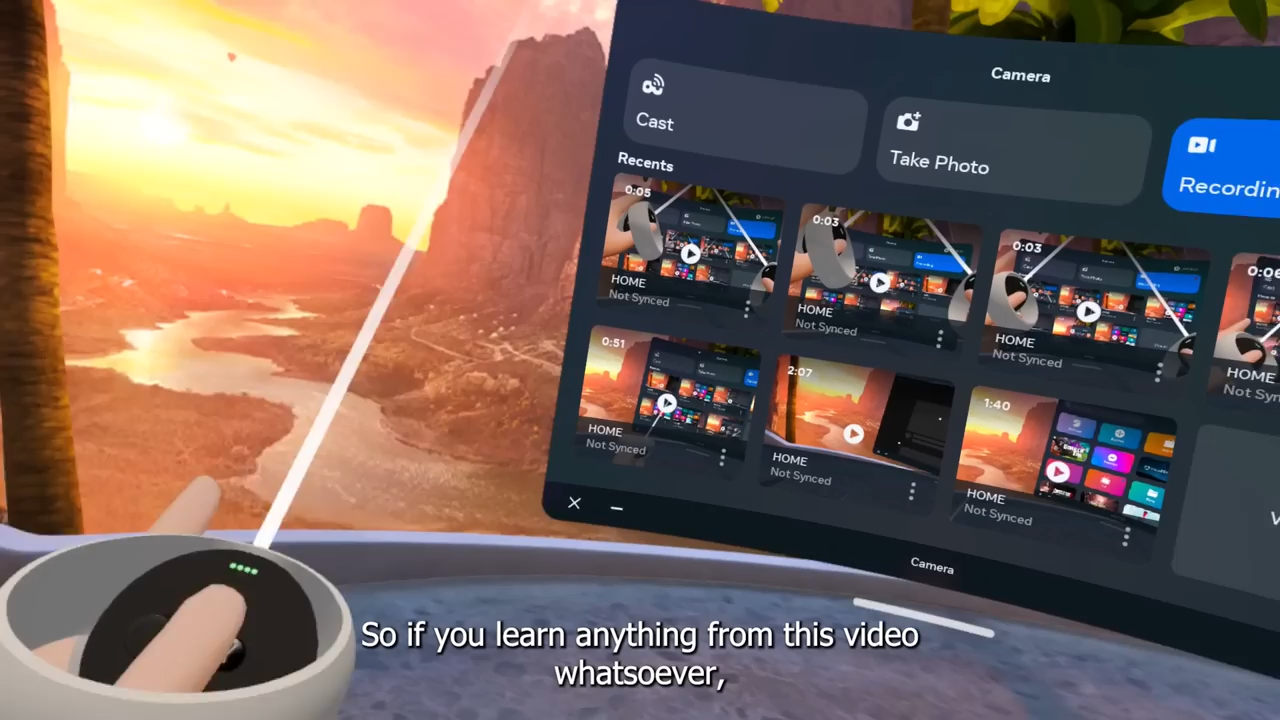 Camera
Cast
Take Photo
Recordin
Recents
0:05
HOME
Not Synced
0:03
HOME
Not Synced
0:03
HOME
Not Synced
0:06
HOME
Not Syn
0:51
HOME
Not Synced
2:07
HOME
Not Synced
1:40
HOME
Not Synced
Camera
So if you learn anything from this video
whatsoever,